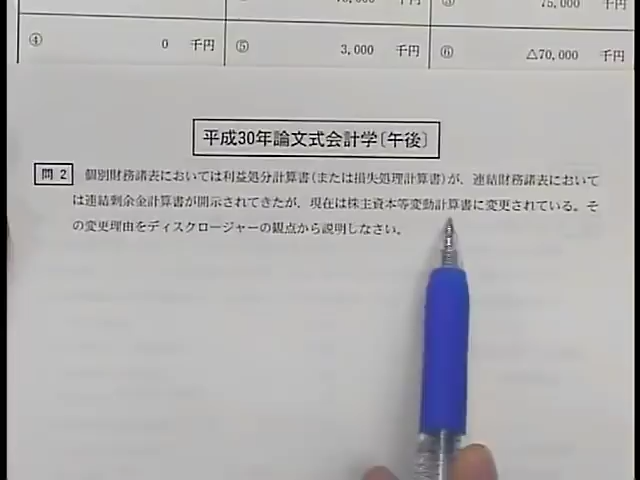 75,000 千円
④ 0 千円 ⑤ 3,000 千円 ⑥ △70,000 千円
平成30年論文式会計学〔午後〕
問 2 個別財務諸表においては利益処分計算書(または損失処理計算書)が、連結財務諸表において
は連結剰余金計算書が開示されてきたが、現在は株主資本等変動計算書に変更されている。そ
の変更理由をディスクロージャーの観点から説明しなさい。